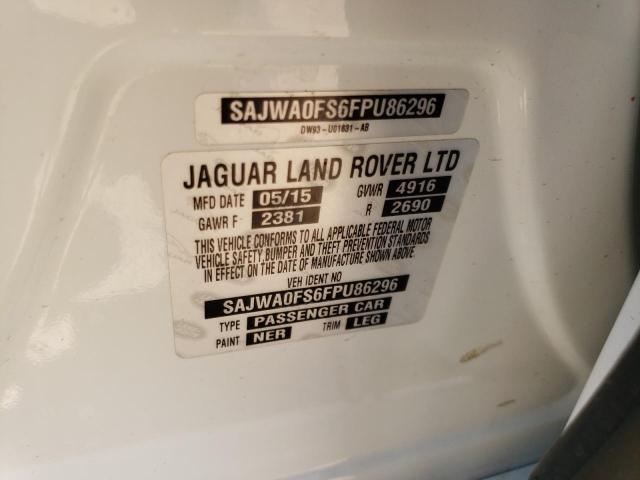 SAJWA0FS6FPU86296
DW93-U01631-AB
JAGUAR LAND ROVER LTD
MFD DATE 05/15 GVWR 4916
GAWR F 2381 R 2690
THIS VEHICLE CONFORMS TO ALL APPLICABLE FEDERAL MOTOR
VEHICLE SAFETY,BUMPER AND THEFT PREVENTION STANDARDS
IN EFFECT ON THE DATE OF MANUFACTURE SHOWN ABOVE.
VEH IDENT NO
SAJWA0FS6FPU86296
TYPE PASSENGER CAR
PAINT NER TRIM LEG